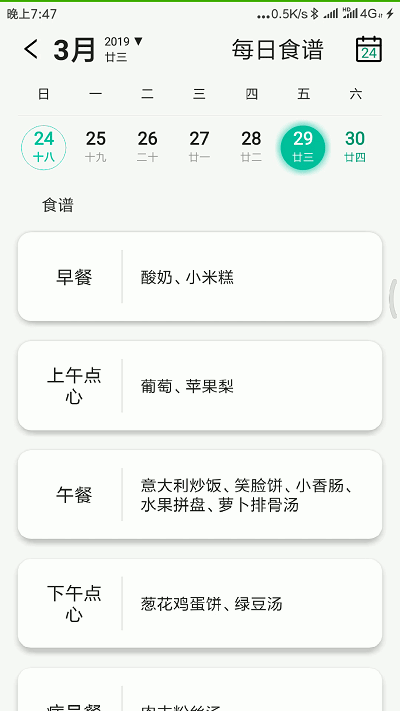 晚上7:47
...0.5K/s HD 4G
3月
2019▼
廿三
每日食谱
24
日 一 二 三 四 五 六
24 25 26 27 28 29 30
十八 十九 二十 廿一 廿二 廿三 廿四
食谱
早餐
酸奶、小米糕
上午点
心
葡萄、苹果梨
午餐
意大利炒饭、笑脸饼、小香肠、
水果拼盘、萝卜排骨汤
下午点
心
葱花鸡蛋饼、绿豆汤